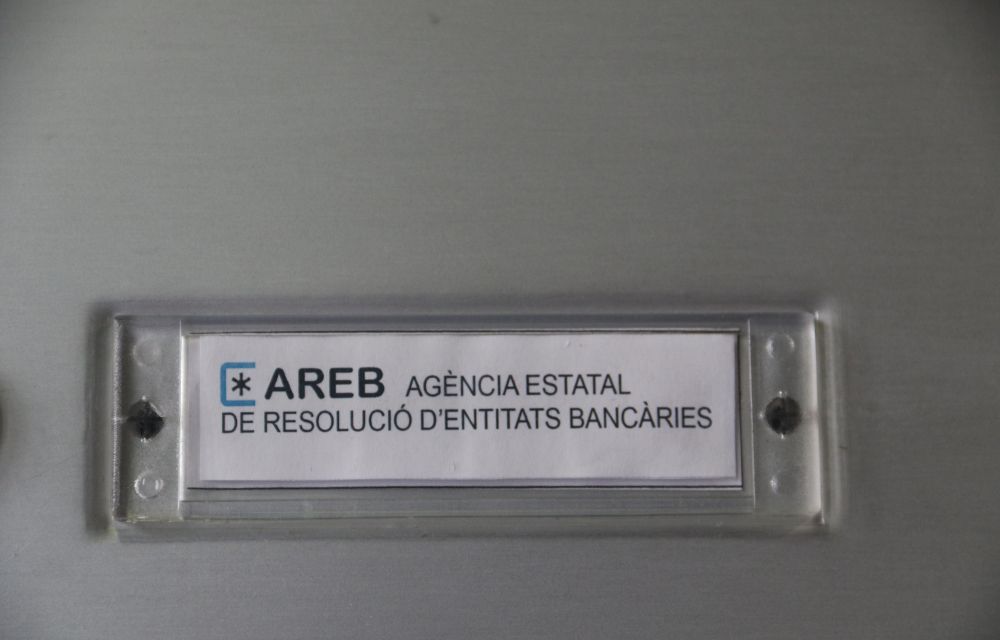 AREB AGÈNCIA ESTATAL
DE RESOLUCIÓ D'ENTITATS BANCÀRIES